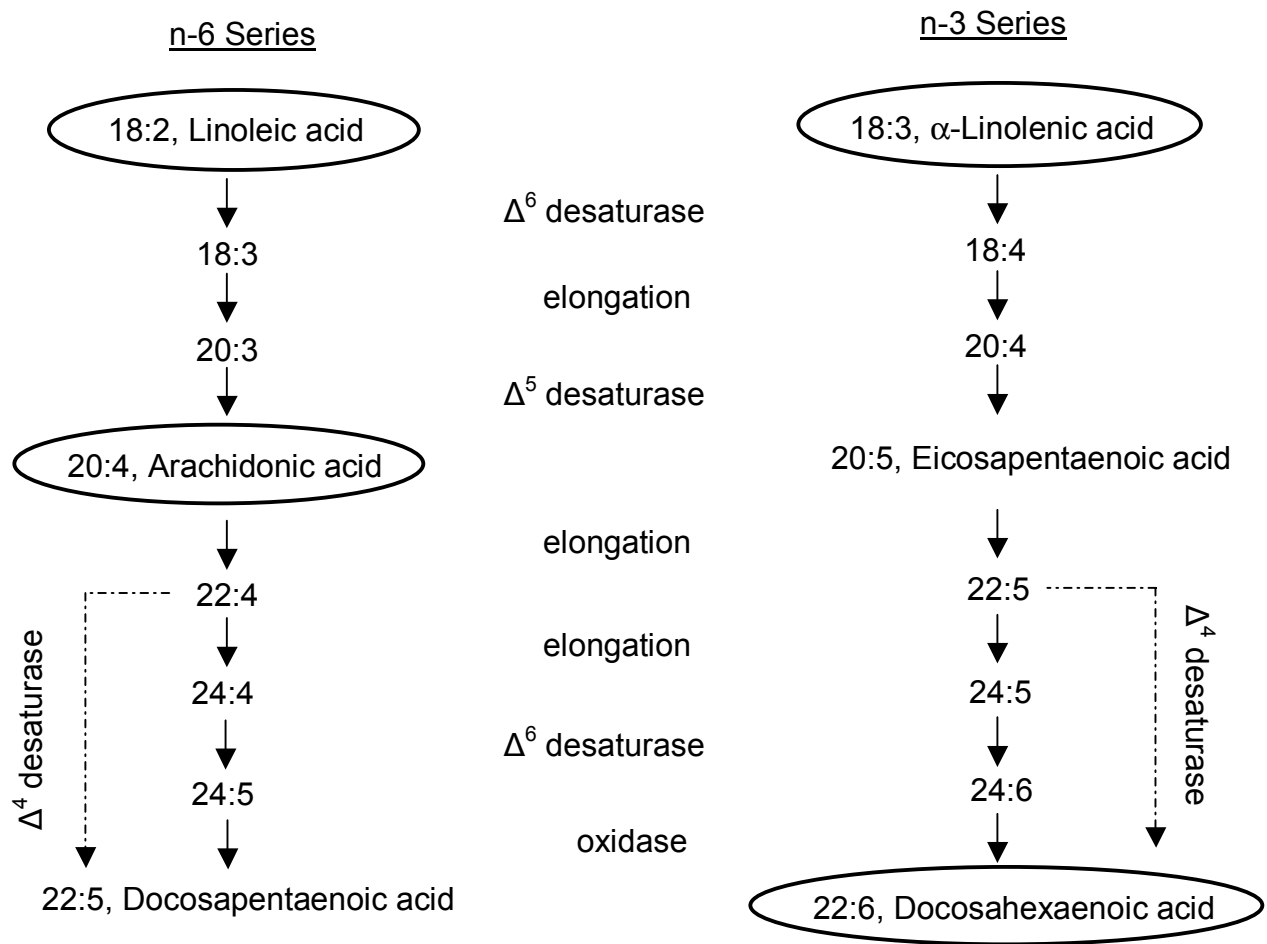 n-6 Series
n-3 Series
18:2, Linoleic acid
18:3, α-Linolenic acid
Δ⁶ desaturase
18:3
18:4
elongation
20:3
20:4
Δ⁵ desaturase
20:4, Arachidonic acid
20:5, Eicosapentaenoic acid
elongation
22:4
22:5
Δ⁴ desaturase
Δ⁴ desaturase
elongation
24:4
24:5
Δ⁶ desaturase
24:5
24:6
oxidase
22:5, Docosapentaenoic acid
22:6, Docosahexaenoic acid